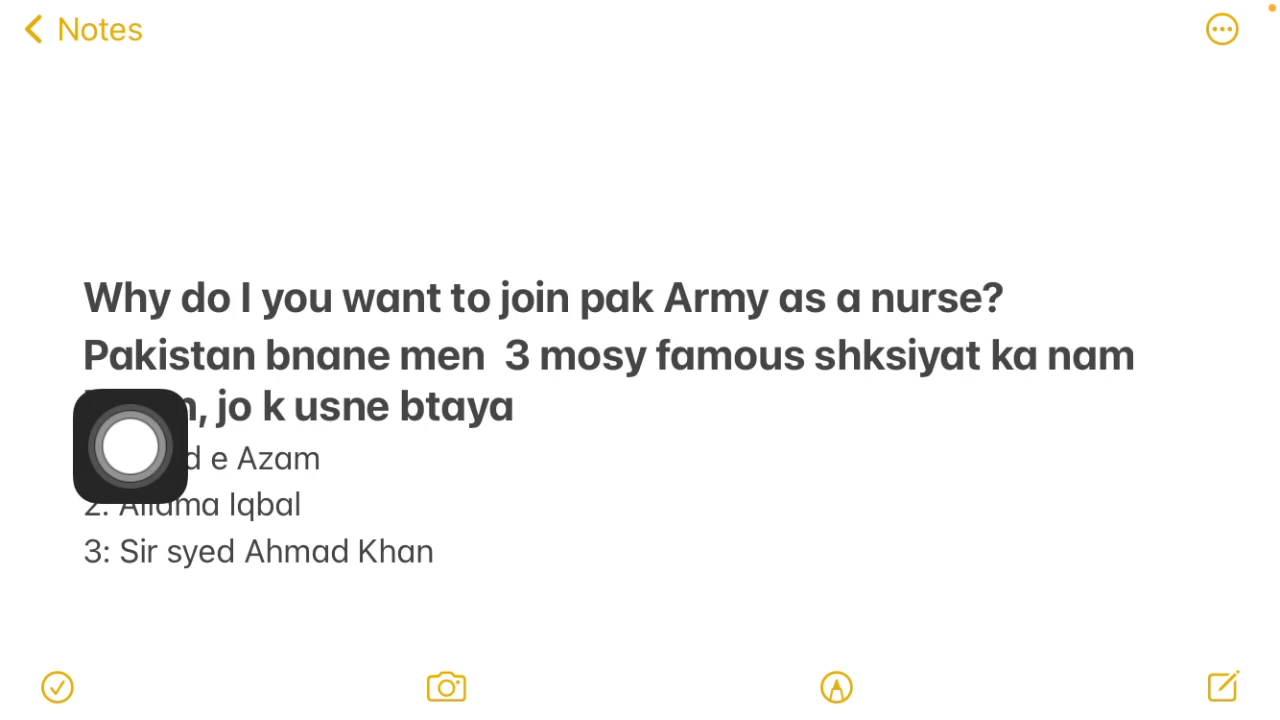 Notes
Why do I you want to join pak Army as a nurse?
Pakistan bnane men  3 mosy famous shksiyat ka nam
, jo k usne btaya
e Azam
2: Allama Iqbal
3: Sir syed Ahmad Khan